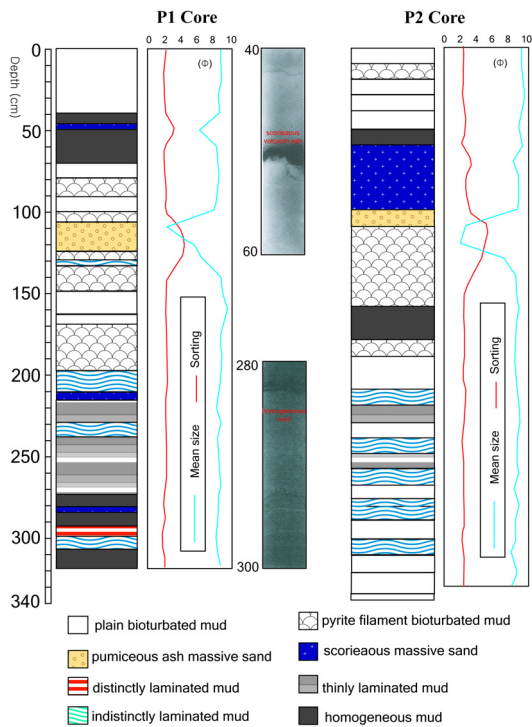 P1 Core
P2 Core
0 2 4 6 8 10
(Φ)
40
0 2 4 6 8 10
(Φ)
Depth (cm)
0
50
100
150
200
250
300
340
scorieaous
60
280
300
Mean size
Sorting
Mean size
Sorting
plain bioturbated mud
pyrite filament bioturbated mud
pumiceous ash massive sand
scorieaous massive sand
distinctly laminated mud
thinly laminated mud
indistinctly laminated mud
homogeneous mud